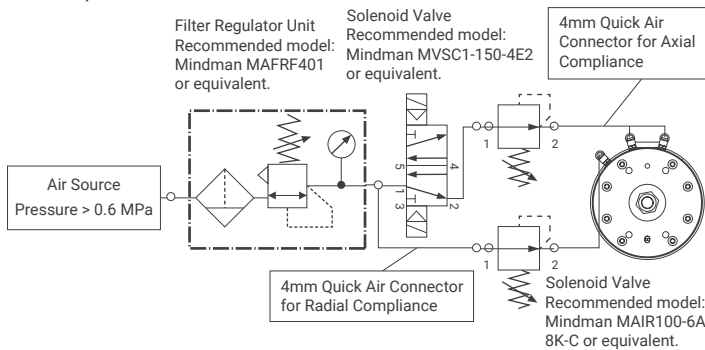 Filter Regulator Unit
Recommended model:
Mindman MAFRF401
or equivalent.
Solenoid Valve
Recommended model:
Mindman MVSC1-150-4E2
or equivalent.
4mm Quick Air
Connector for Axial
Compliance
Air Source
Pressure > 0.6 MPa
5
4
1
3
2
1
2
1
2
4mm Quick Air Connector
for Radial Compliance
Solenoid Valve
Recommended model:
Mindman MAIR100-6A-
8K-C or equivalent.